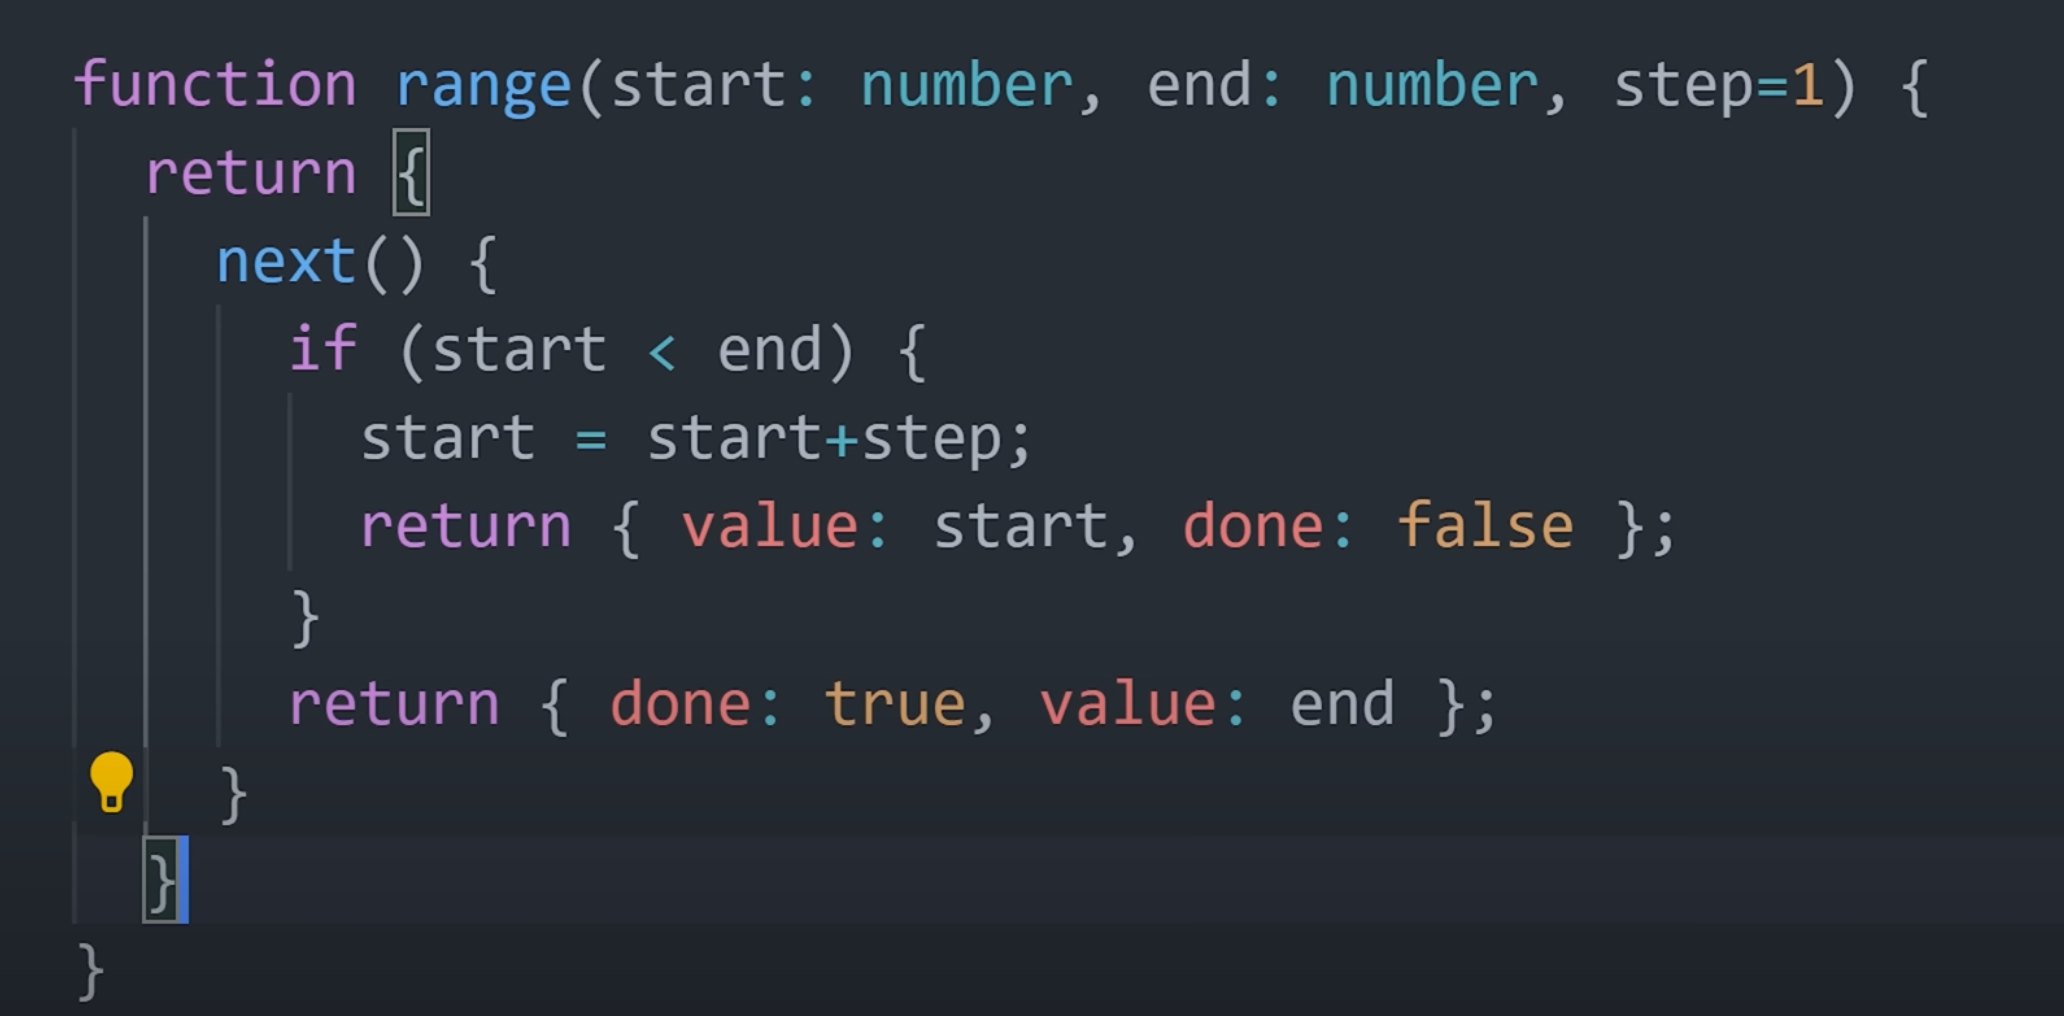 function range(start: number, end: number, step=1) {
  return {
    next() {
      if (start < end) {
        start = start+step;
        return { value: start, done: false };
      }
      return { done: true, value: end };
    }
  }
}